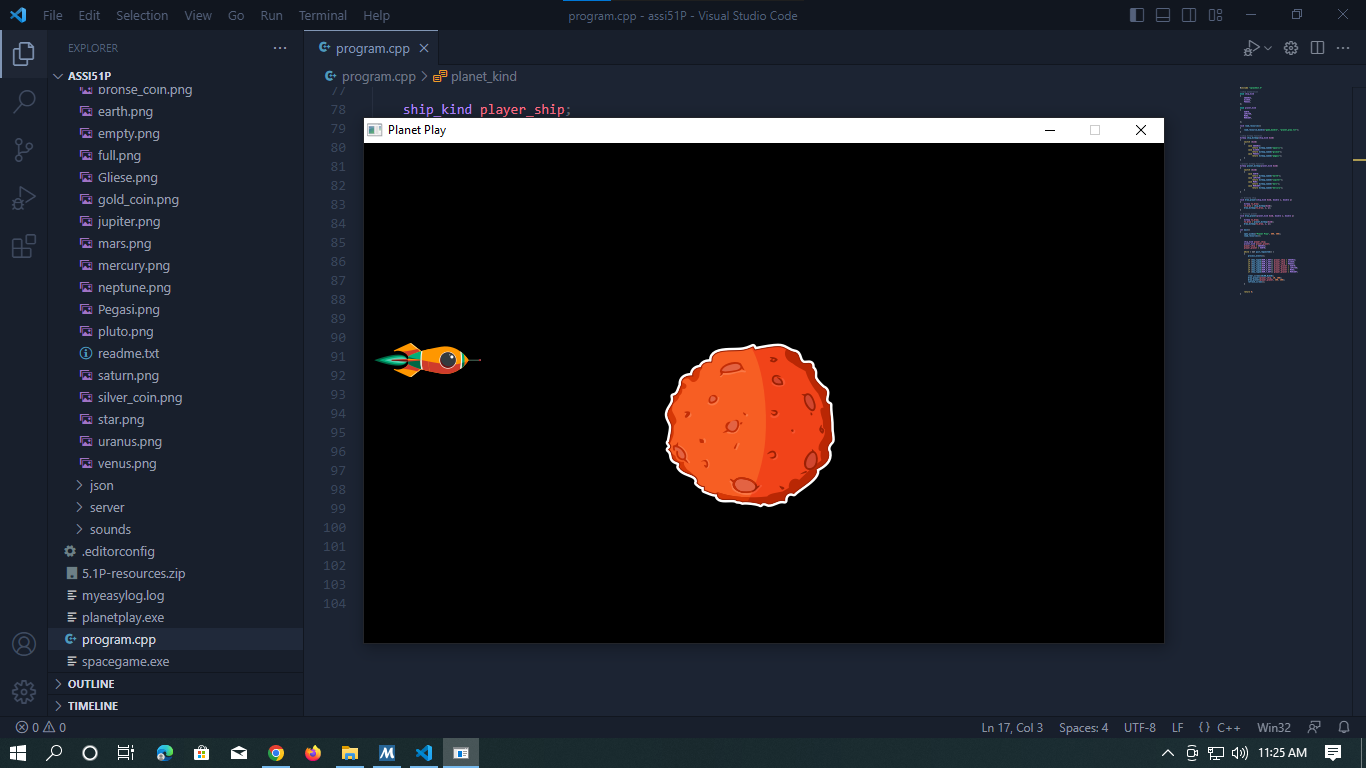 File Edit Selection View Go Run Terminal Help
program.cpp - assi51P - Visual Studio Code
EXPLORER
ASSI51P
bronse_coin.png
earth.png
empty.png
full.png
Gliese.png
gold_coin.png
jupiter.png
mars.png
mercury.png
neptune.png
Pegasi.png
pluto.png
readme.txt
saturn.png
silver_coin.png
star.png
uranus.png
venus.png
json
server
sounds
.editorconfig
5.1P-resources.zip
myeasylog.log
planetplay.exe
program.cpp
spacegame.exe
OUTLINE
TIMELINE
program.cpp
program.cpp > planet_kind
77
78 ship_kind player_ship;
79
80
81
82
83
84
85
86
87
88
89
90
91
92
93
94
95
96
97
98
99
100
101
102
103
104
Planet Play
0 0
Ln 17, Col 3 Spaces: 4 UTF-8 LF {} C++ Win32
11:25 AM